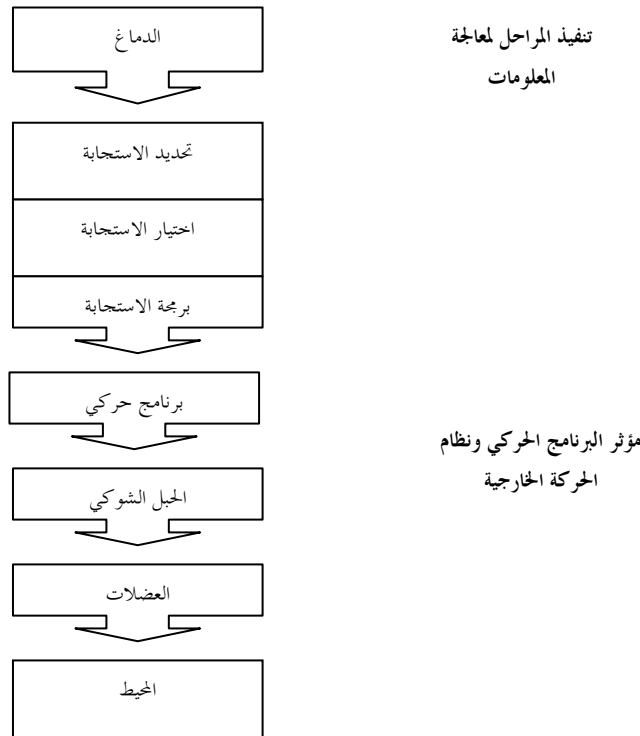 الدماغ
تنفيذ المراحل لمعالجة
المعلومات
تحديد الاستجابة
اختيار الاستجابة
برمجة الاستجابة
برنامج حركي
مؤثر البرنامج الحركي ونظام
الحركة الخارجية
الحبل الشوكي
العضلات
المحيط